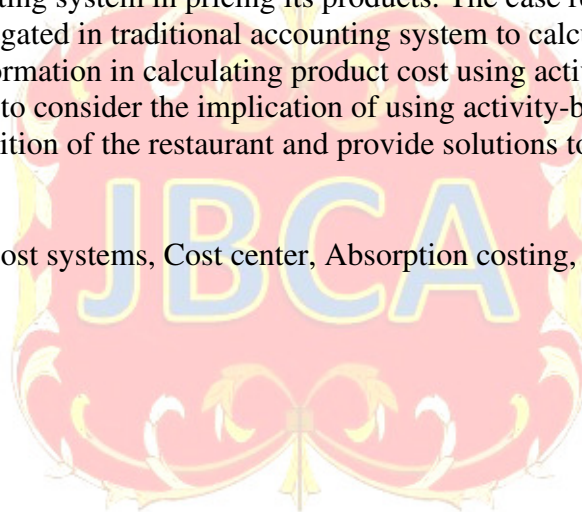 ting system in pricing its products. The case
gated in traditional accounting system to calcu
ormation in calculating product cost using acti
to consider the implication of using activity-b
ition of the restaurant and provide solutions to
ost systems, Cost center, Absorption costing,
JBCA